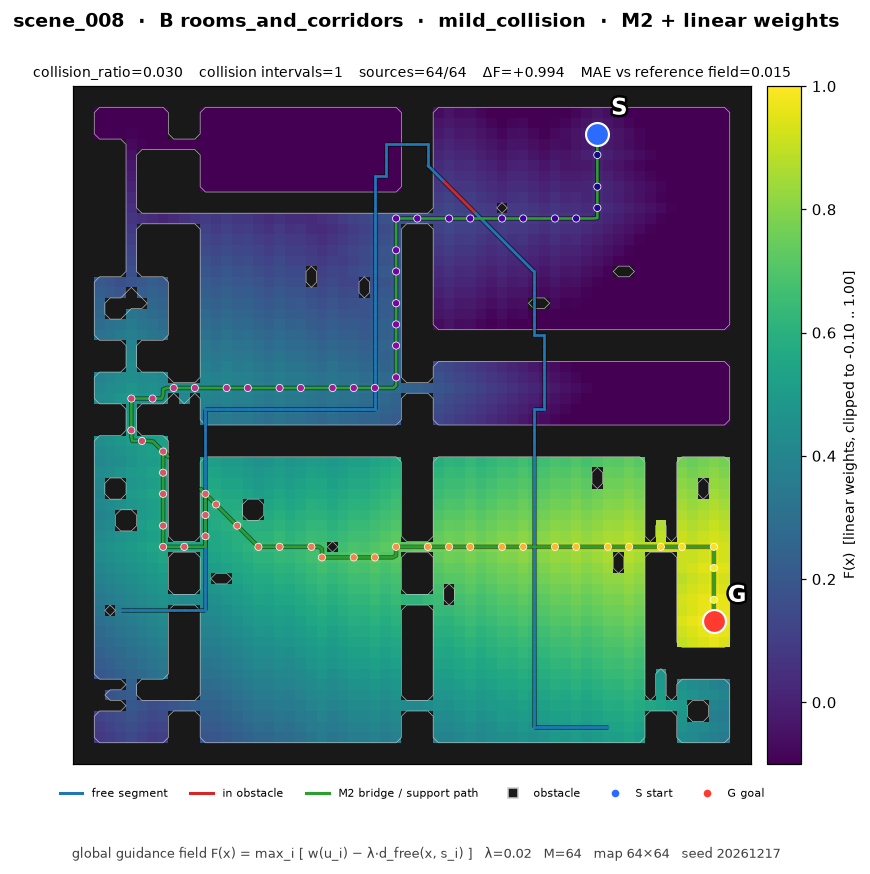 scene_008 · B rooms_and_corridors · mild_collision · M2 + linear weights
collision_ratio=0.030 collision intervals=1 sources=64/64 ΔF=+0.994 MAE vs reference field=0.015
S
G
1.0
0.8
0.6
0.4
0.2
0.0
F(x) [linear weights, clipped to -0.10 .. 1.00]
free segment
in obstacle
M2 bridge / support path
obstacle
S start
G goal
global guidance field F(x) = max_i [ w(u_i) − λ·d_free(x, s_i) ] λ=0.02 M=64 map 64×64 seed 20261217